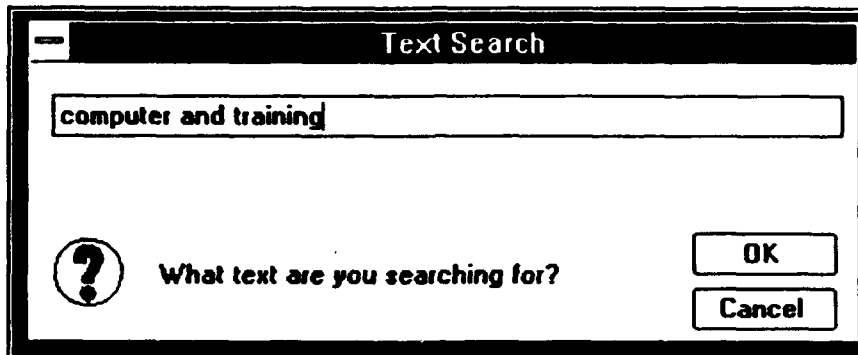 Text Search
computer and training
?
What text are you searching for?
OK
Cancel